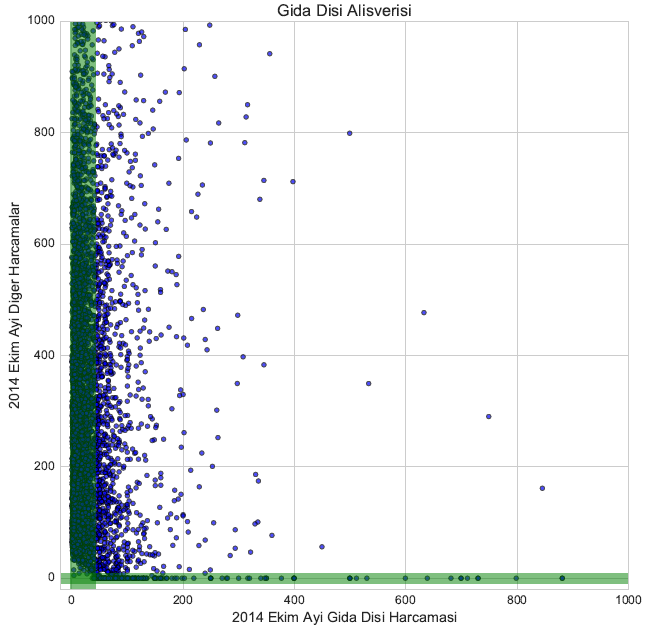 Gida Disi Alisverisi
1000
800
600
400
200
0
2014 Ekim Ayi Diger Harcamalar
0 200 400 600 800 1000
2014 Ekim Ayi Gida Disi Harcamasi